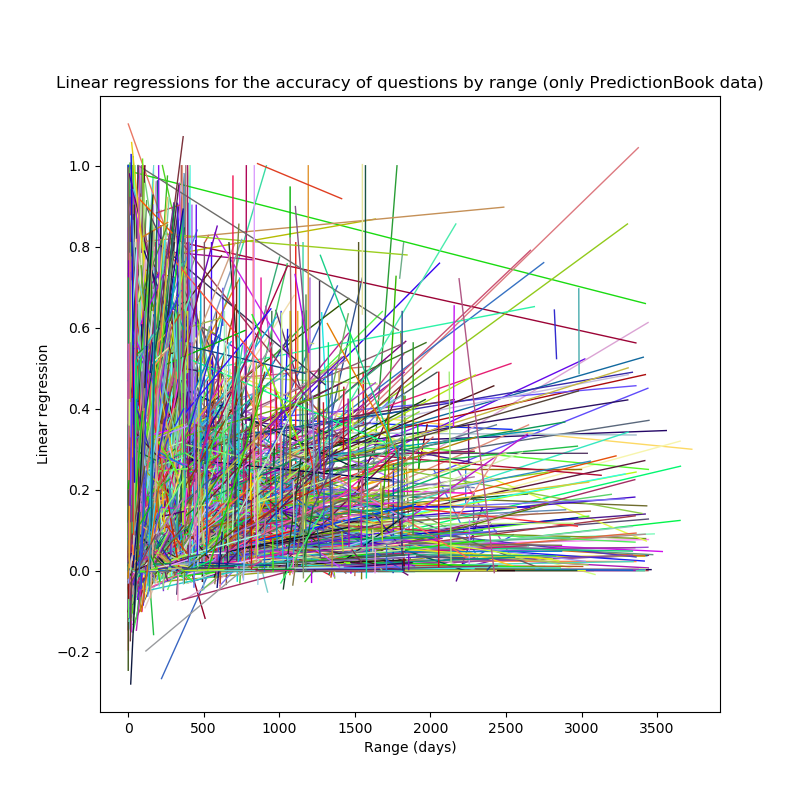 Linear regressions for the accuracy of questions by range (only PredictionBook data)
1.0
0.8
0.6
0.4
0.2
0.0
−0.2
Linear regression
0 500 1000 1500 2000 2500 3000 3500
Range (days)